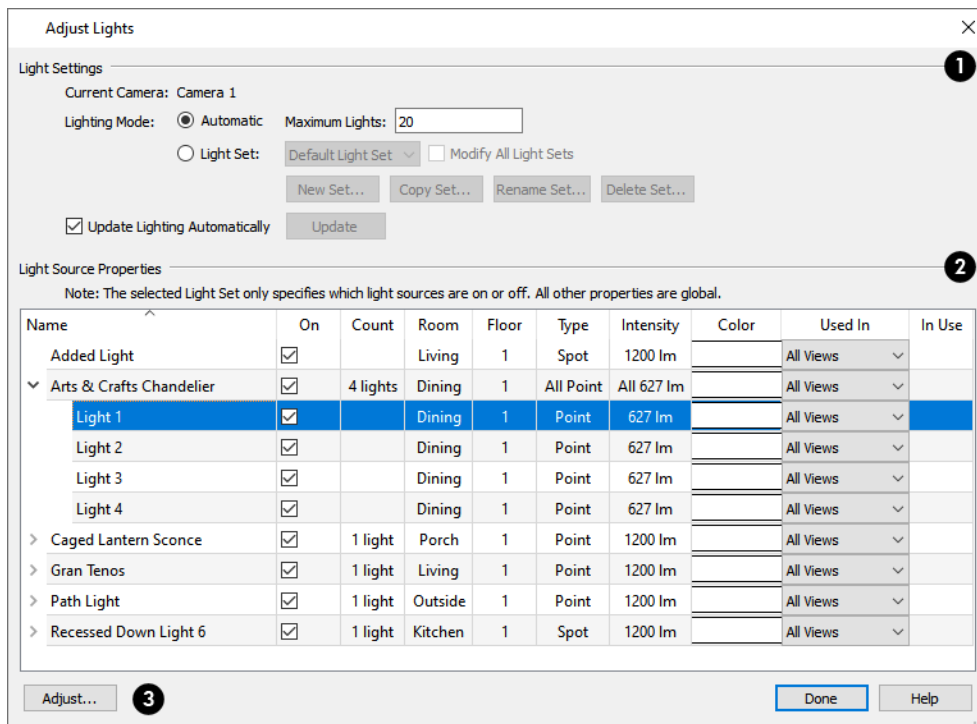 Adjust Lights
Light Settings 1
Current Camera: Camera 1
Lighting Mode: Automatic Maximum Lights: 20
Light Set: Default Light Set Modify All Light Sets
New Set... Copy Set... Rename Set... Delete Set...
Update Lighting Automatically Update
Light Source Properties 2
Note: The selected Light Set only specifies which light sources are on or off. All other properties are global.
Name On Count Room Floor Type Intensity Color Used In In Use
Added Light Living 1 Spot 1200 lm All Views
Arts & Crafts Chandelier 4 lights Dining 1 All Point All 627 lm All Views
Light 1 Dining 1 Point 627 lm All Views
Light 2 Dining 1 Point 627 lm All Views
Light 3 Dining 1 Point 627 lm All Views
Light 4 Dining 1 Point 627 lm All Views
Caged Lantern Sconce 1 light Porch 1 Point 1200 lm All Views
Gran Tenos 1 light Living 1 Point 1200 lm All Views
Path Light 1 light Outside 1 Point 1200 lm All Views
Recessed Down Light 6 1 light Kitchen 1 Spot 1200 lm All Views
Adjust... 3 Done Help